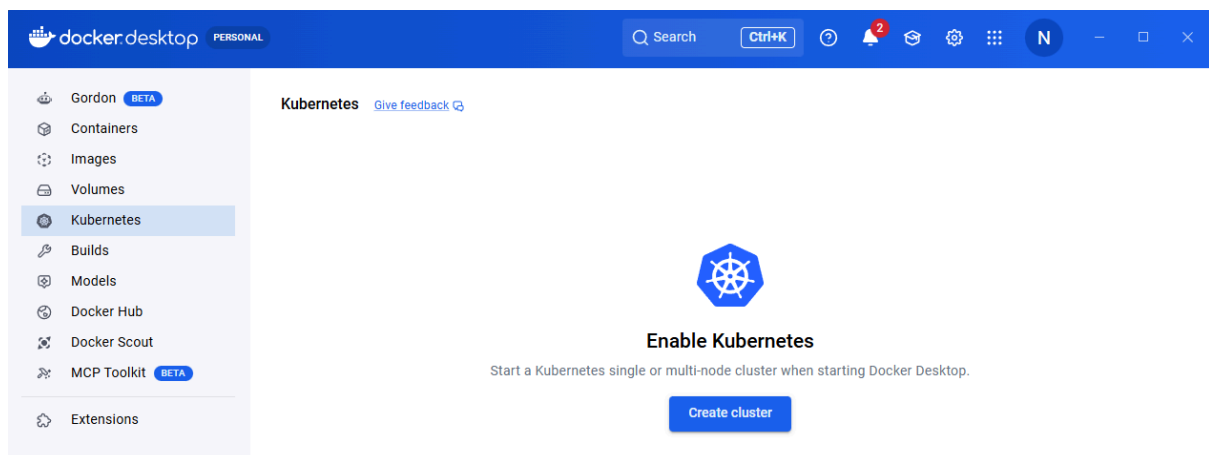 docker.desktop PERSONAL
Search Ctrl+K 2 N
Gordon BETA
Containers
Images
Volumes
Kubernetes
Builds
Models
Docker Hub
Docker Scout
MCP Toolkit BETA
Extensions
Kubernetes Give feedback
Enable Kubernetes
Start a Kubernetes single or multi-node cluster when starting Docker Desktop.
Create cluster